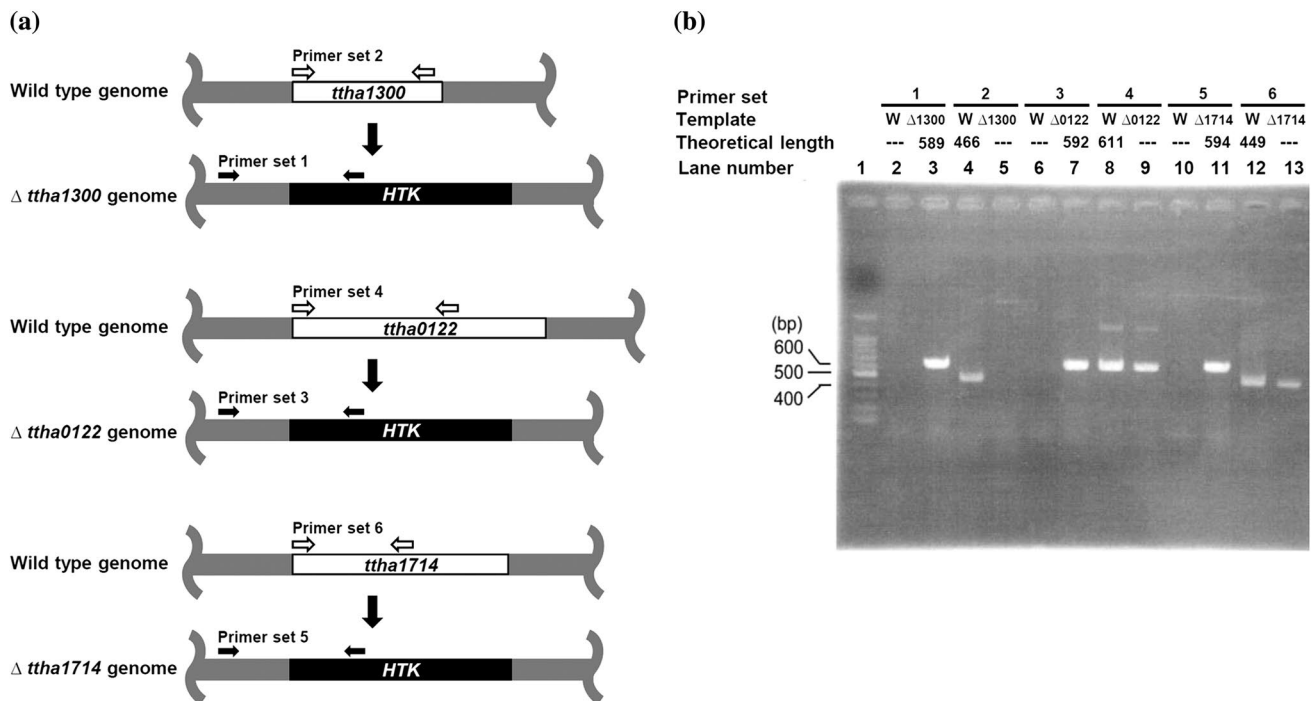 (a)
Primer set 2
Wild type genome
ttha1300
Primer set 1
Δ ttha1300 genome
HTK
Primer set 4
Wild type genome
ttha0122
Primer set 3
Δ ttha0122 genome
HTK
Primer set 6
Wild type genome
ttha1714
Primer set 5
Δ ttha1714 genome
HTK
(b)
Primer set 1 2 3 4 5 6
Template W Δ1300 W Δ1300 W Δ0122 W Δ0122 W Δ1714 W Δ1714
Theoretical length --- 589 466 --- --- 592 611 --- --- 594 449 ---
Lane number 1 2 3 4 5 6 7 8 9 10 11 12 13
(bp)
600
500
400